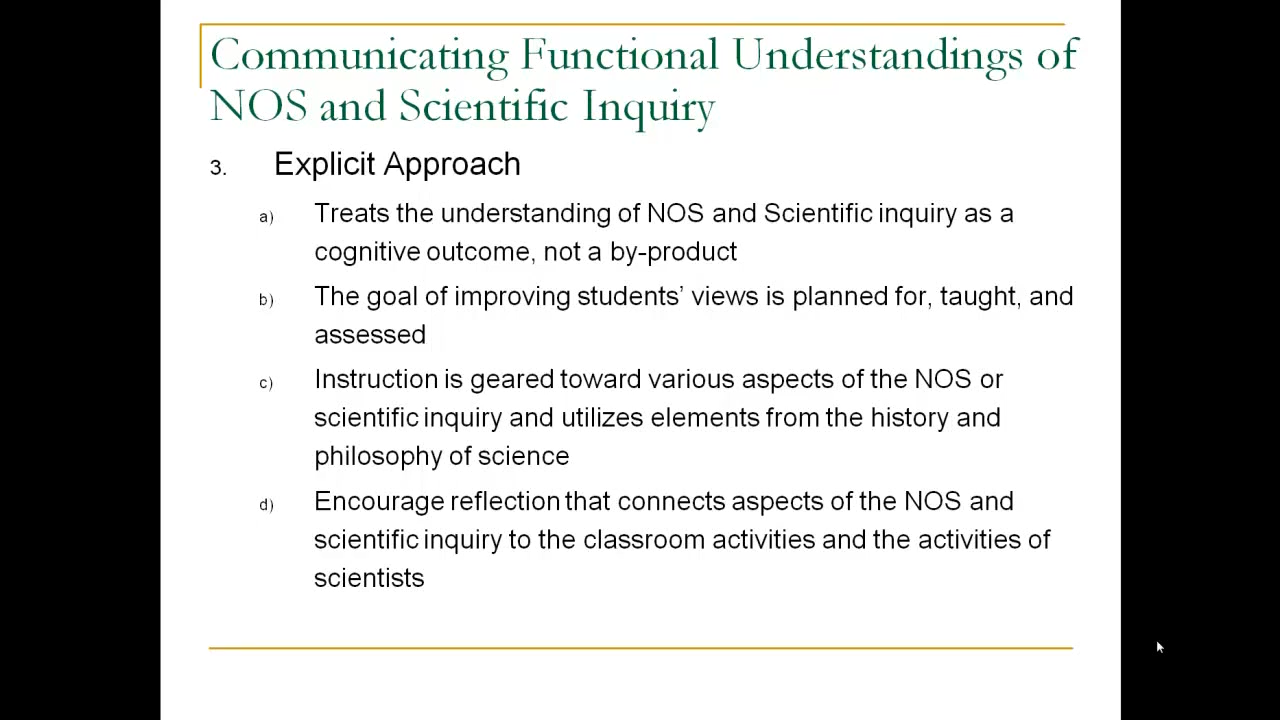 Communicating Functional Understandings of
NOS and Scientific Inquiry
3. Explicit Approach
a) Treats the understanding of NOS and Scientific inquiry as a
cognitive outcome, not a by-product
b) The goal of improving students’ views is planned for, taught, and
assessed
c) Instruction is geared toward various aspects of the NOS or
scientific inquiry and utilizes elements from the history and
philosophy of science
d) Encourage reflection that connects aspects of the NOS and
scientific inquiry to the classroom activities and the activities of
scientists